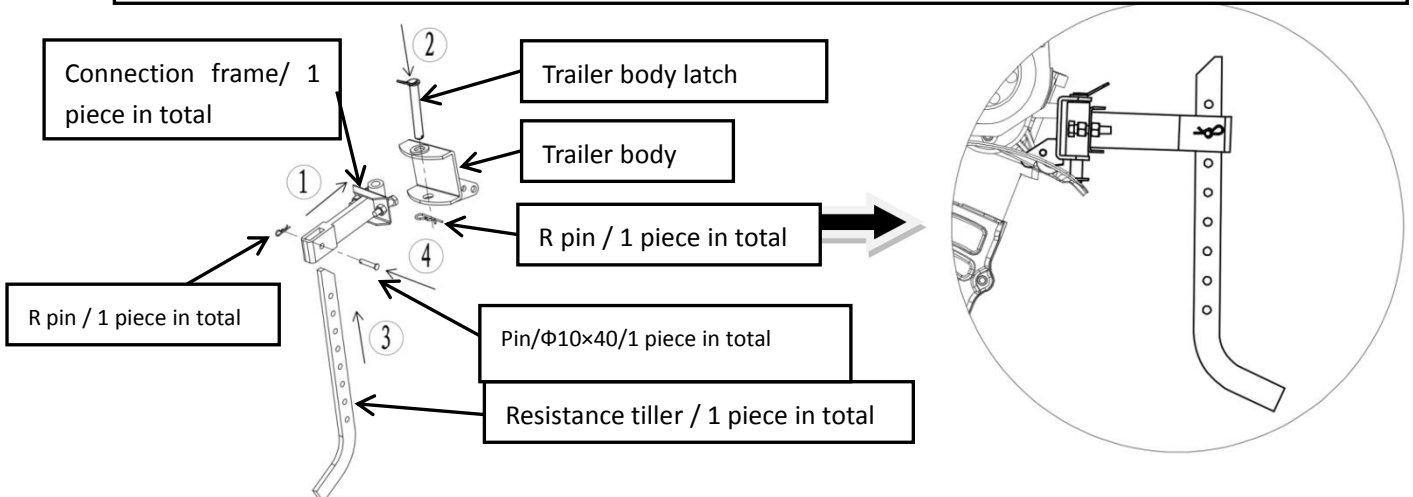 ②
Connection frame/ 1
piece in total
Trailer body latch
Trailer body
①
R pin / 1 piece in total
④
R pin / 1 piece in total
Pin/Φ10×40/1 piece in total
③
Resistance tiller / 1 piece in total